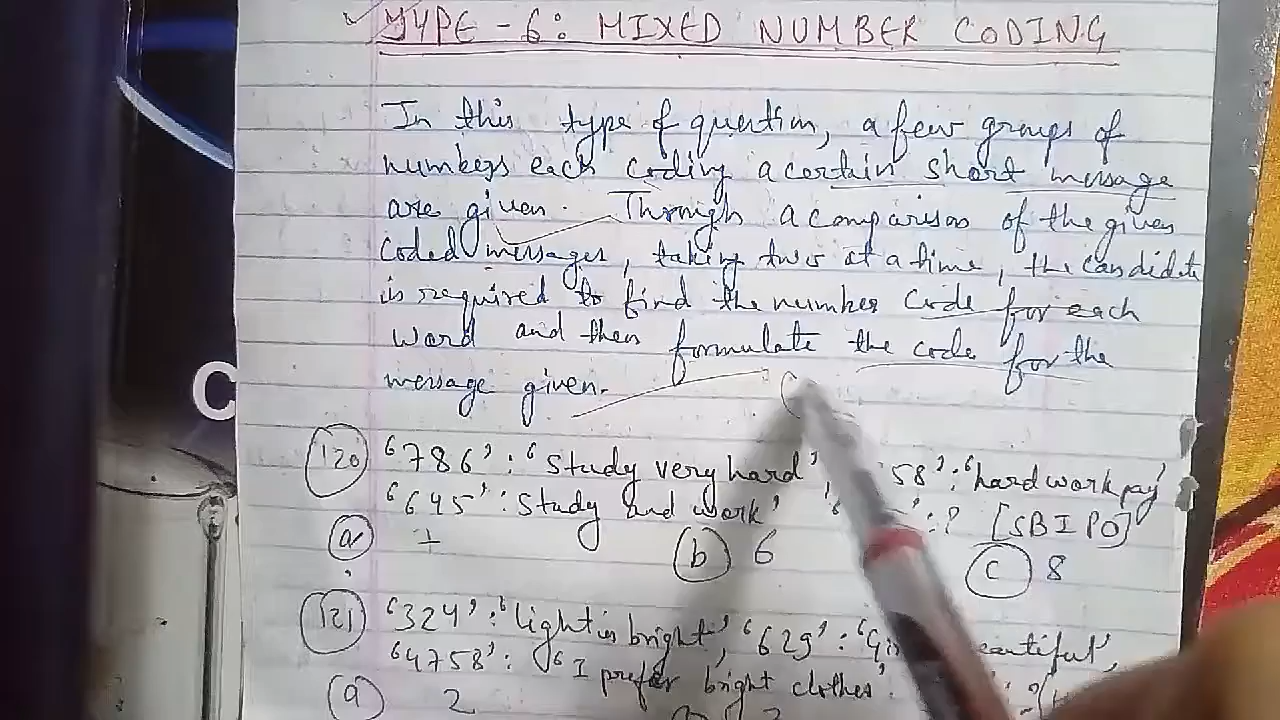 TYPE - 6: MIXED NUMBER CODING
In this type of question, a few groups of
numbers each coding a certain short message
are given. Through a comparison of the given
coded messages, taking two at a time, the candidate
is required to find the number code for each
word and then formulate the code for the
message given.
C
120 '786': 'Study very hard' 58': 'hard work pay'
'645': Study and work' ': ? [SBI PO]
a b 6 c 8
121 '324': 'light is bright', '629': 'Gi eautiful',
'4758': 'I prefer bright clothes'
a 2